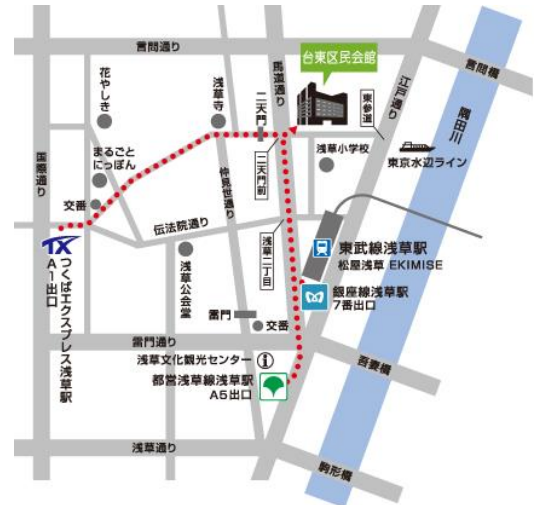 言問通り
言問橋
台東区民会館
馬道通り
江戸通り
花やしき
浅草寺
二天門
東参道
隅田川
国際通り
まるごと
にっぽん
仲見世通り
二天門前
浅草小学校
東京水辺ライン
交番
伝法院通り
TX
つくばエクスプレス浅草駅
A1出口
浅草公会堂
浅草二丁目
東武線浅草駅
松屋浅草 EKIMISE
銀座線浅草駅
7番出口
雷門
交番
雷門通り
吾妻橋
浅草文化観光センター
i
都営浅草線浅草駅
A5出口
浅草通り
駒形橋